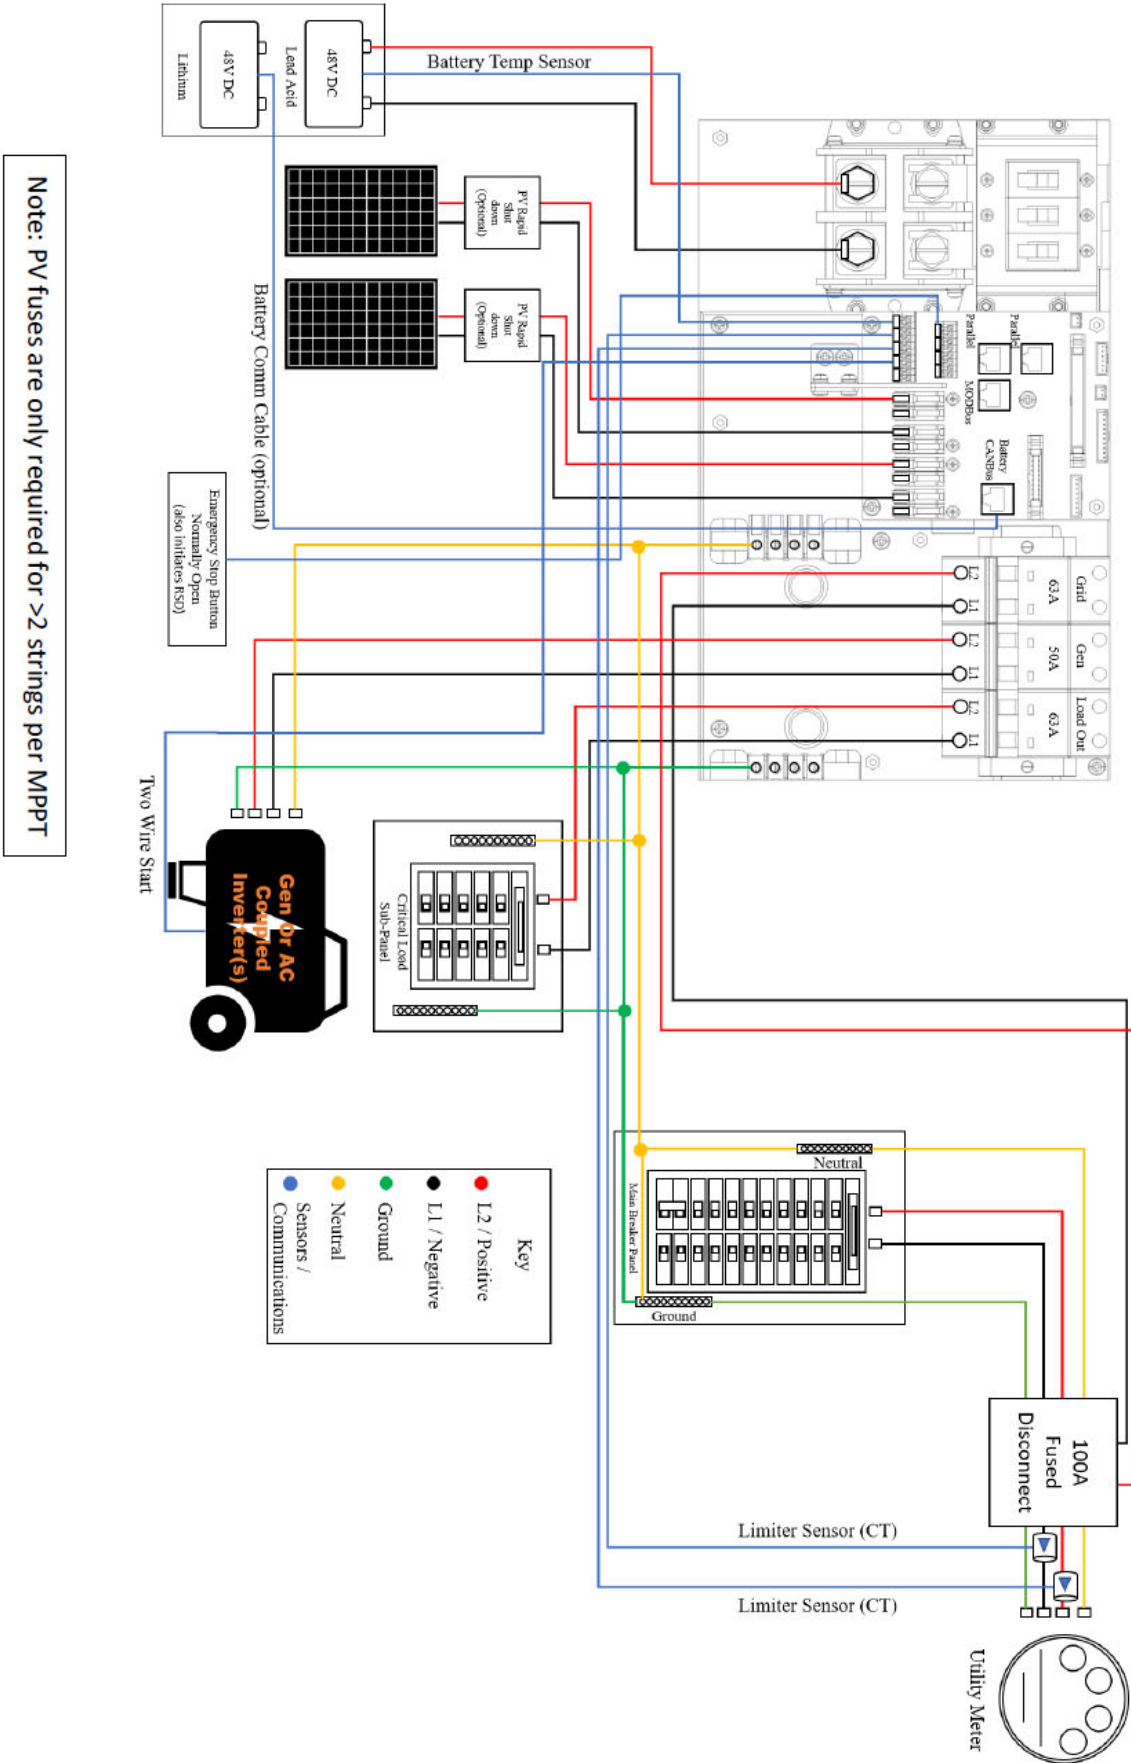 Battery Temp Sensor
48V DC
Lead Acid
48V DC
Lithium
PV Rapid
Shut
down
(Optional)
PV Rapid
Shut
down
(Optional)
Battery Comm Cable (optional)
Emergency Stop Button
Normally Open
(also initiates RSD)
Parallel
Parallel
MODBus
Battery
CANBus
Grid
63A
L2
L1
Gen
50A
L2
L1
Load Out
63A
L2
L1
Two Wire Start
Gen Or AC
Coupled
Inverter(s)
Critical Load
Sub-Panel
Neutral
Main Breaker Panel
Ground
Key
L2 / Positive
L1 / Negative
Ground
Neutral
Sensors /
Communications
100A
Fused
Disconnect
Limiter Sensor (CT)
Limiter Sensor (CT)
Utility Meter
Note: PV fuses are only required for >2 strings per MPPT